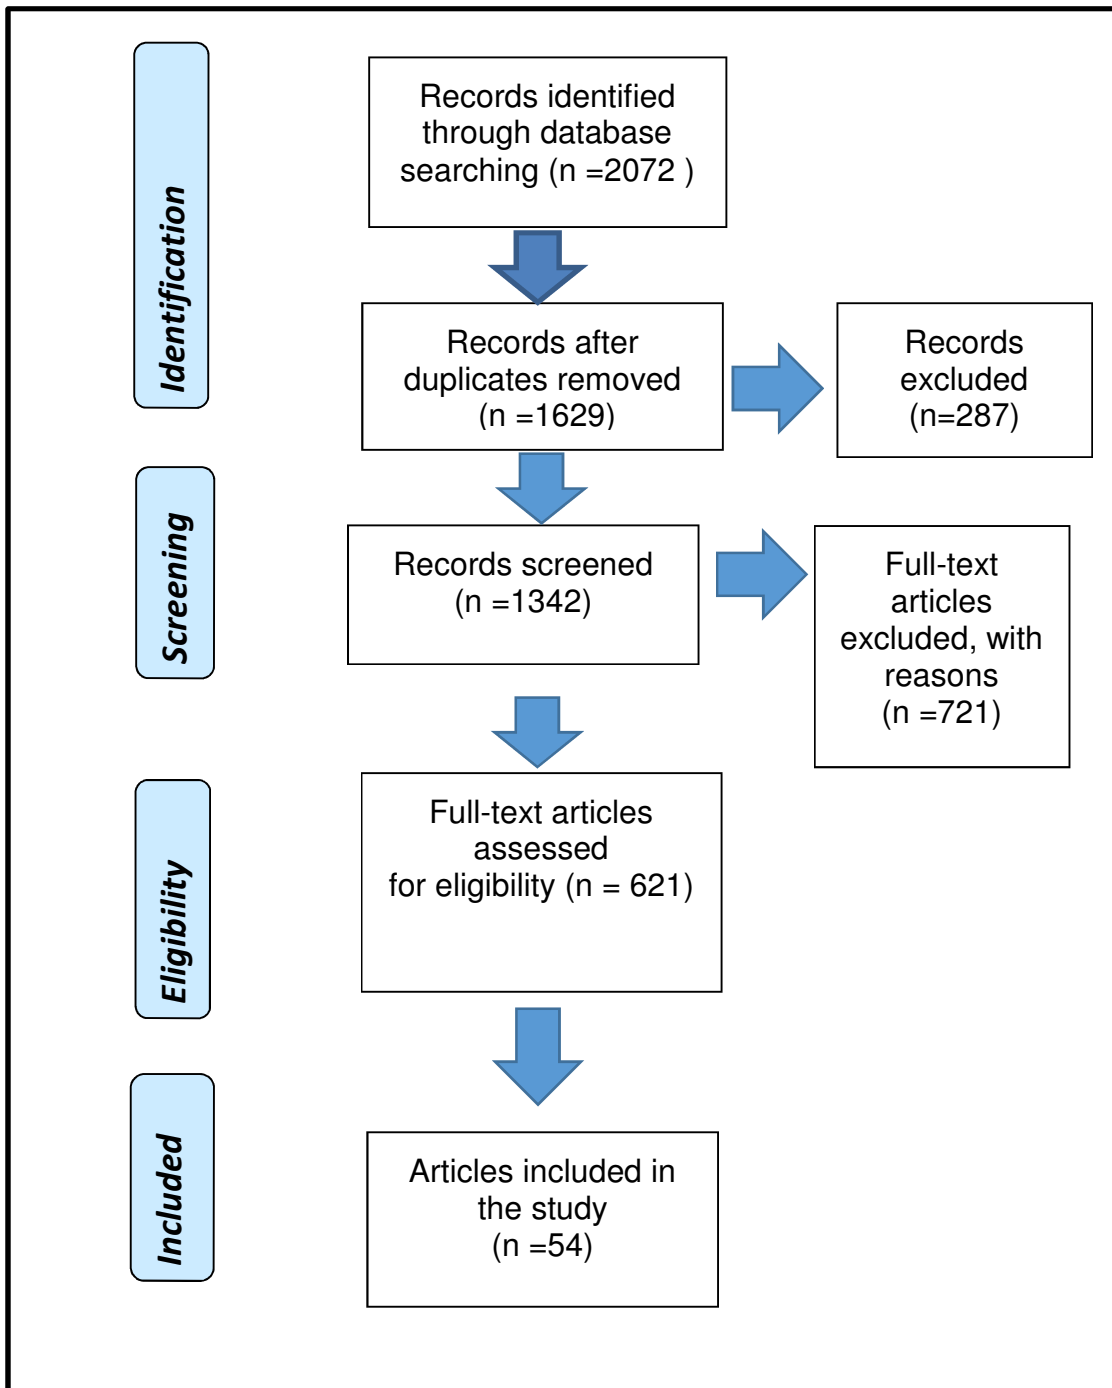 Identification
Records identified
through database
searching (n =2072 )
Records after
duplicates removed
(n =1629)
Records
excluded
(n=287)
Screening
Records screened
(n =1342)
Full-text
articles
excluded, with
reasons
(n =721)
Eligibility
Full-text articles
assessed
for eligibility (n = 621)
Included
Articles included in
the study
(n =54)